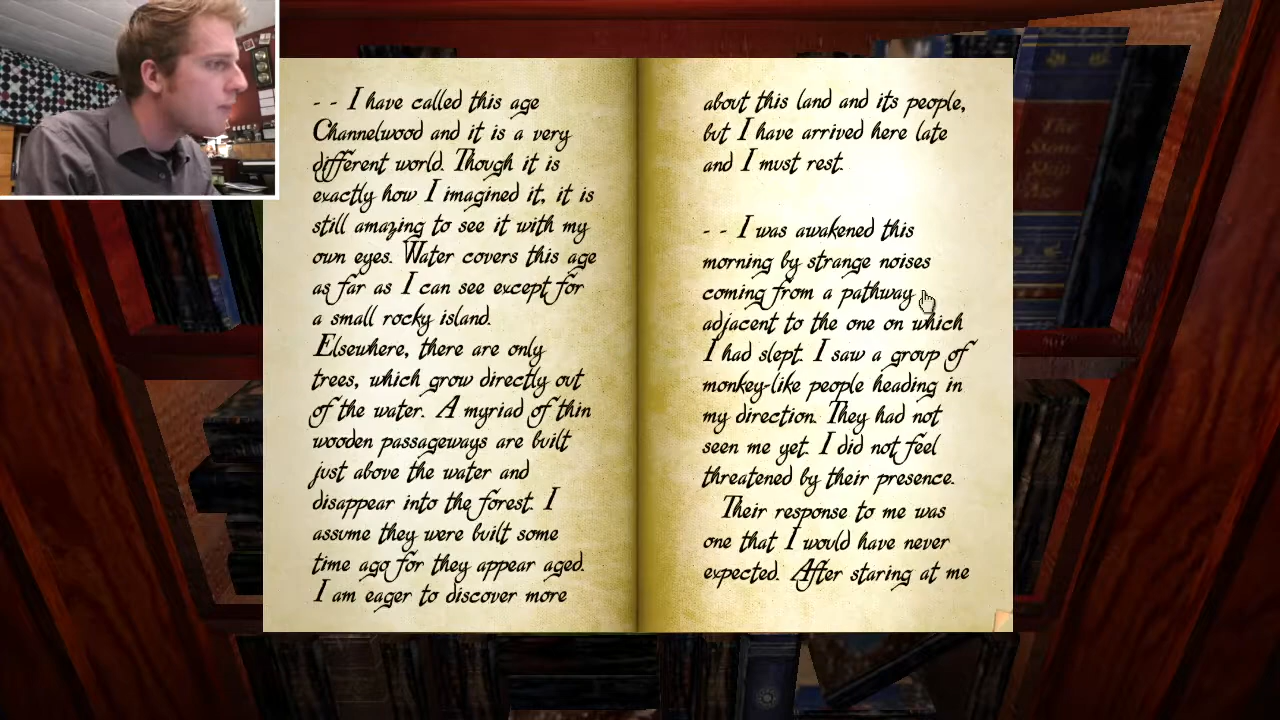 - - I have called this age
Channelwood and it is a very
different world. Though it is
exactly how I imagined it, it is
still amazing to see it with my
own eyes. Water covers this age
as far as I can see except for
a small rocky island.
Elsewhere, there are only
trees, which grow directly out
of the water. A myriad of thin
wooden passageways are built
just above the water and
disappear into the forest. I
assume they were built some
time ago for they appear aged.
I am eager to discover more
about this land and its people,
but I have arrived here late
and I must rest.
- - I was awakened this
morning by strange noises
coming from a pathway
adjacent to the one on which
I had slept. I saw a group of
monkey-like people heading in
my direction. They had not
seen me yet. I did not feel
threatened by their presence.
Their response to me was
one that I would have never
expected. After staring at me
The
Stone
Ship
Age